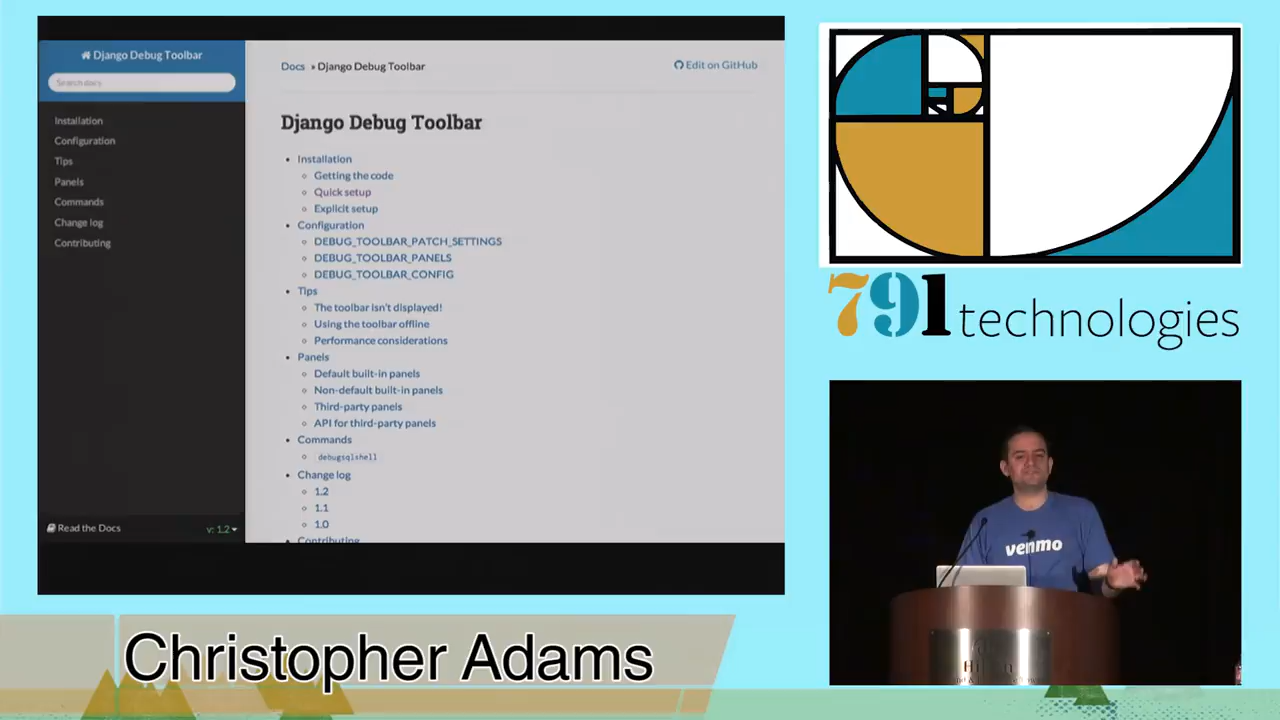 Django Debug Toolbar
Search docs
Installation
Configuration
Tips
Panels
Commands
Change log
Contributing
Read the Docs
v: 1.2
Docs » Django Debug Toolbar
Edit on GitHub
Django Debug Toolbar
Installation
Getting the code
Quick setup
Explicit setup
Configuration
DEBUG_TOOLBAR_PATCH_SETTINGS
DEBUG_TOOLBAR_PANELS
DEBUG_TOOLBAR_CONFIG
Tips
The toolbar isn't displayed!
Using the toolbar offline
Performance considerations
Panels
Default built-in panels
Non-default built-in panels
Third-party panels
API for third-party panels
Commands
debugsqlshell
Change log
1.2
1.1
1.0
Contributing
791 technologies
venmo
Christopher Adams